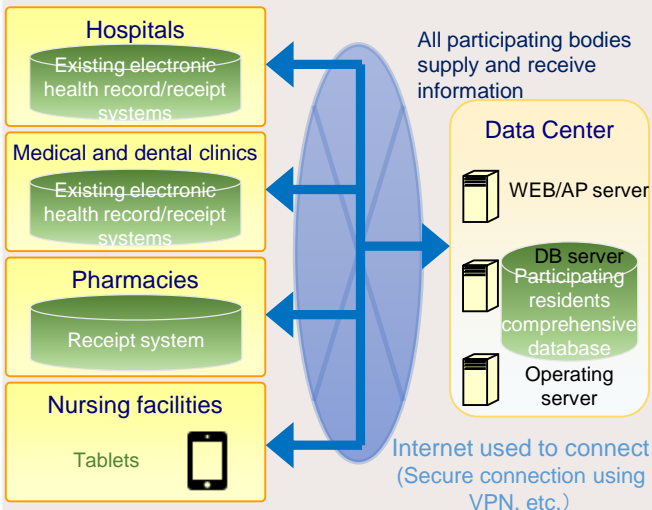 Hospitals
Existing electronic
health record/receipt
systems
Medical and dental clinics
Existing electronic
health record/receipt
systems
Pharmacies
Receipt system
Nursing facilities
Tablets
All participating bodies
supply and receive
information
Data Center
WEB/AP server
DB server
Participating
residents
comprehensive
database
Operating
server
Internet used to connect
(Secure connection using
VPN, etc.)